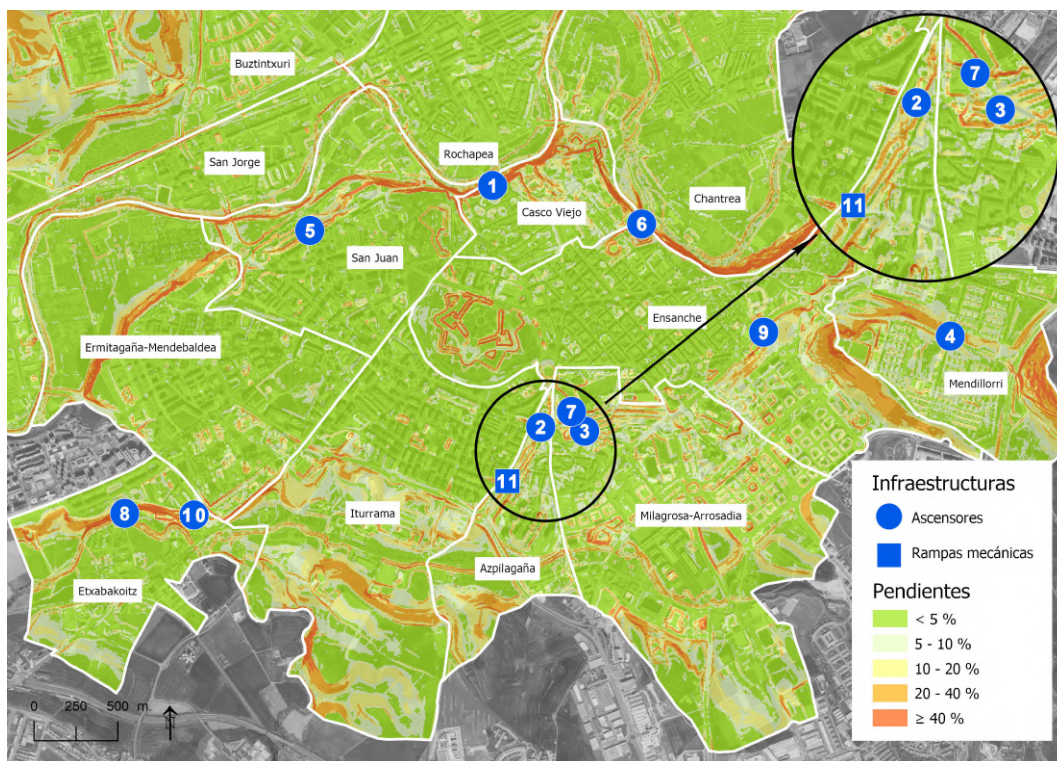 Buztintxuri
San Jorge
Rochapea
Casco Viejo
Chantrea
San Juan
Ensanche
Ermitagaña-Mendebaldea
Mendillorri
Iturrama
Milagrosa-Arrosadia
Azpilagaña
Etxabakoitz
1
5
6
9
4
2
7
3
11
8
10
7
2
3
11
Infraestructuras
Ascensores
Rampas mecánicas
Pendientes
< 5 %
5 - 10 %
10 - 20 %
20 - 40 %
≥ 40 %
0 250 500 m.